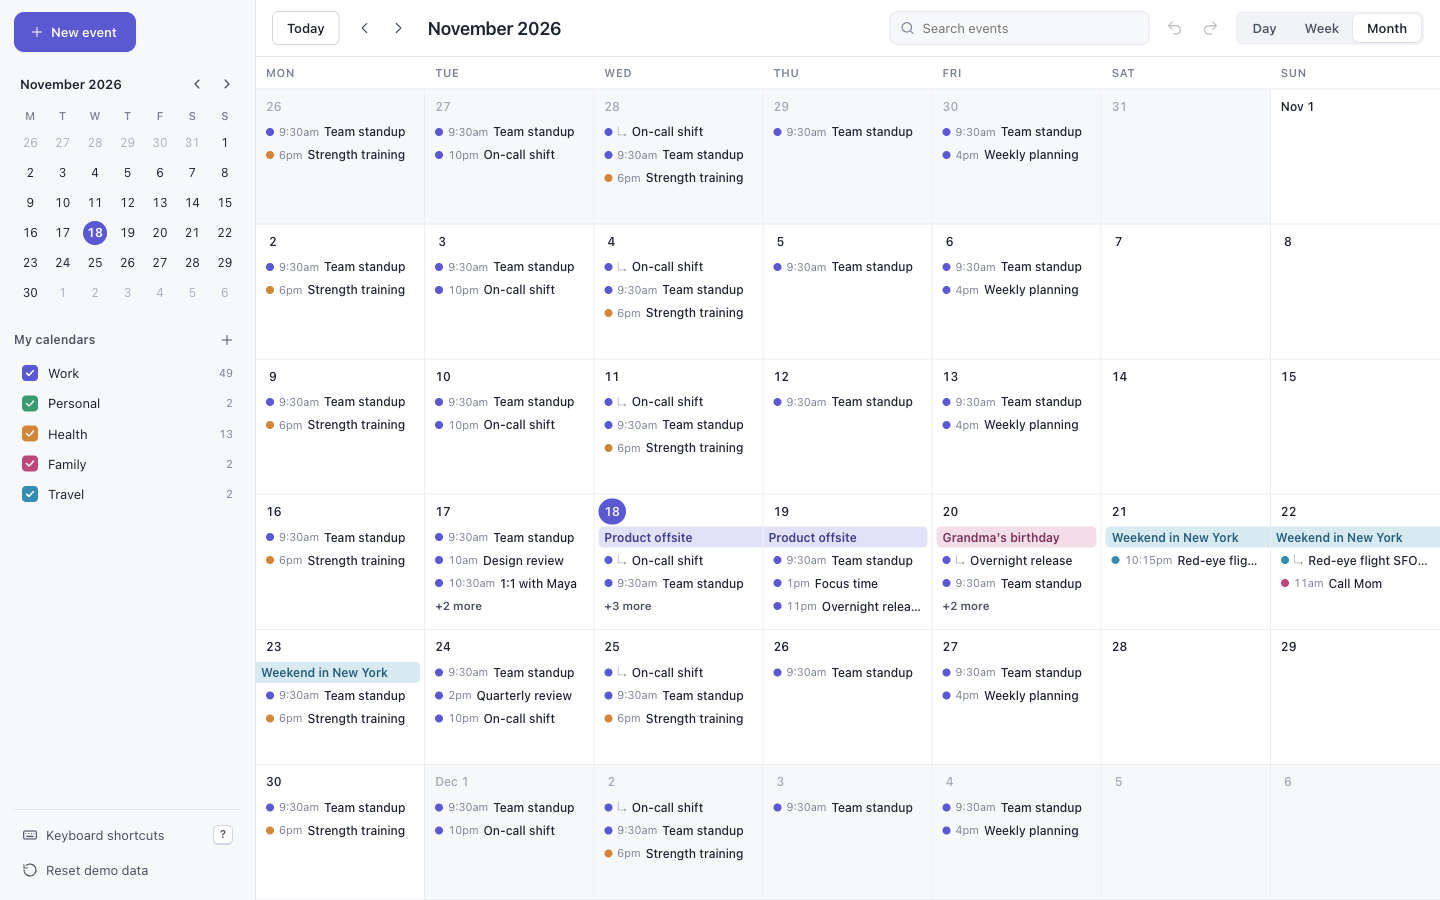 New event
Today
November 2026
Search events
Day
Week
Month
November 2026
M T W T F S S
26 27 28 29 30 31 1
2 3 4 5 6 7 8
9 10 11 12 13 14 15
16 17 18 19 20 21 22
23 24 25 26 27 28 29
30 1 2 3 4 5 6
My calendars
Work 49
Personal 2
Health 13
Family 2
Travel 2
Keyboard shortcuts ?
Reset demo data
MON TUE WED THU FRI SAT SUN
26
9:30am Team standup
6pm Strength training
27
9:30am Team standup
10pm On-call shift
28
On-call shift
9:30am Team standup
6pm Strength training
29
9:30am Team standup
30
9:30am Team standup
4pm Weekly planning
31
Nov 1
2
9:30am Team standup
6pm Strength training
3
9:30am Team standup
10pm On-call shift
4
On-call shift
9:30am Team standup
6pm Strength training
5
9:30am Team standup
6
9:30am Team standup
4pm Weekly planning
7
8
9
9:30am Team standup
6pm Strength training
10
9:30am Team standup
10pm On-call shift
11
On-call shift
9:30am Team standup
6pm Strength training
12
9:30am Team standup
13
9:30am Team standup
4pm Weekly planning
14
15
16
9:30am Team standup
6pm Strength training
17
9:30am Team standup
10am Design review
10:30am 1:1 with Maya
+2 more
18
Product offsite
On-call shift
9:30am Team standup
+3 more
19
Product offsite
9:30am Team standup
1pm Focus time
11pm Overnight relea…
20
Grandma's birthday
Overnight release
9:30am Team standup
+2 more
21
Weekend in New York
10:15pm Red-eye flig…
22
Weekend in New York
Red-eye flight SFO…
11am Call Mom
23
Weekend in New York
9:30am Team standup
6pm Strength training
24
9:30am Team standup
2pm Quarterly review
10pm On-call shift
25
On-call shift
9:30am Team standup
6pm Strength training
26
9:30am Team standup
27
9:30am Team standup
4pm Weekly planning
28
29
30
9:30am Team standup
6pm Strength training
Dec 1
9:30am Team standup
10pm On-call shift
2
On-call shift
9:30am Team standup
6pm Strength training
3
9:30am Team standup
4
9:30am Team standup
4pm Weekly planning
5
6